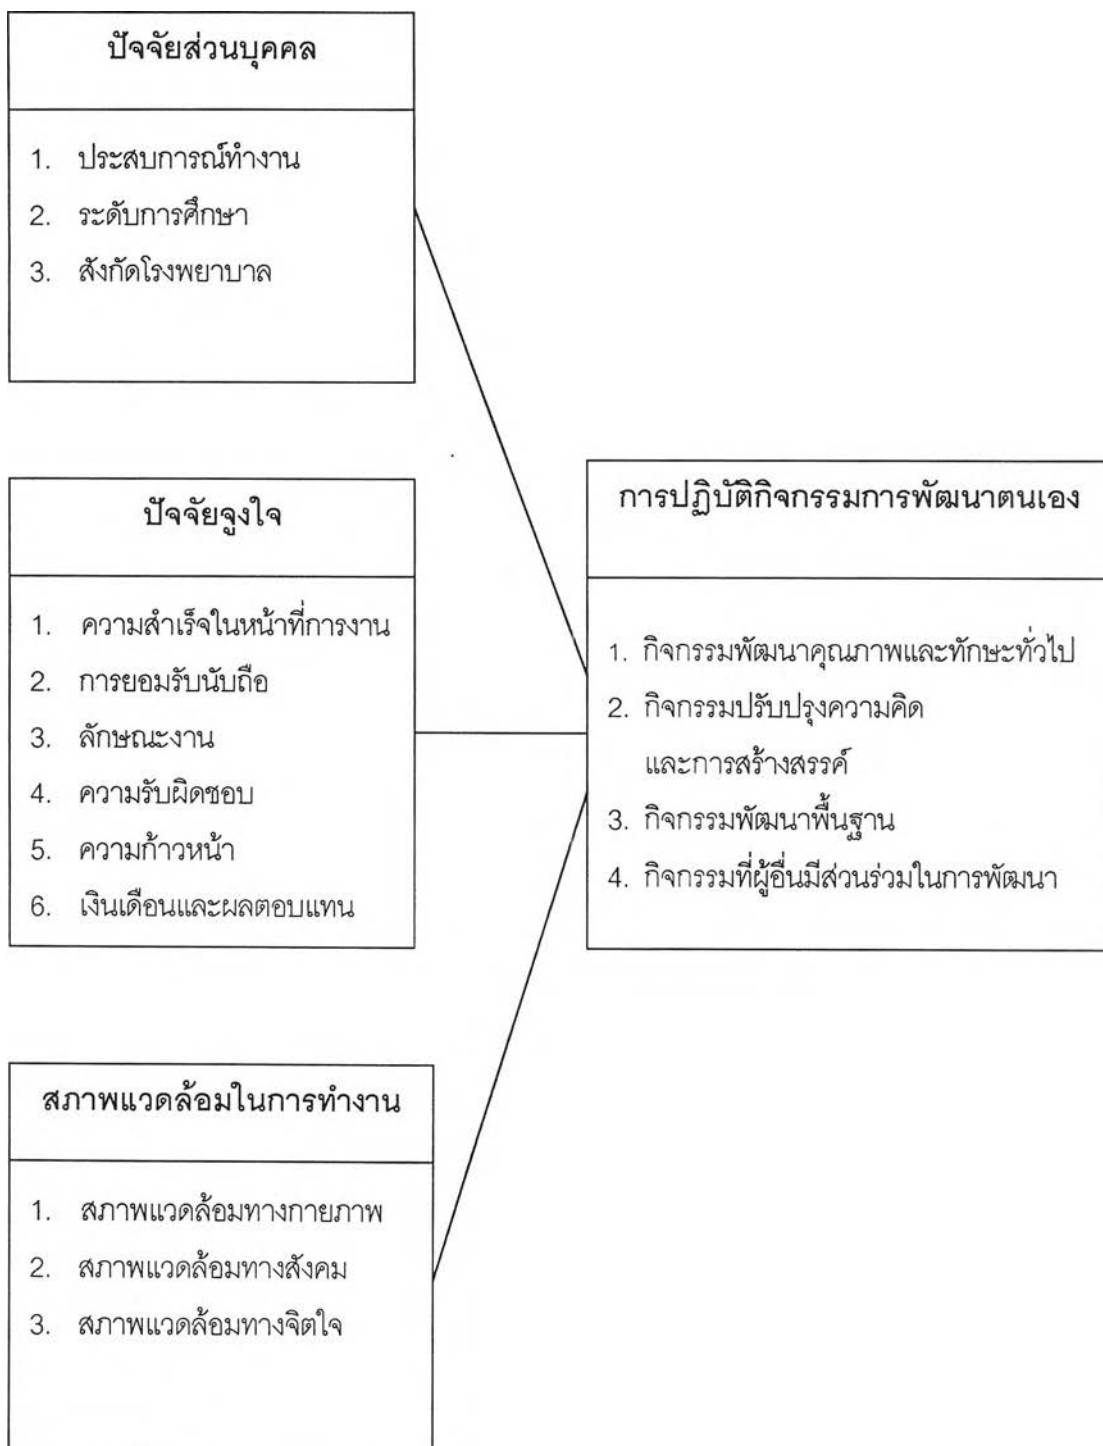 ปัจจัยส่วนบุคคล
1. ประสบการณ์ทำงาน
2. ระดับการศึกษา
3. สังกัดโรงพยาบาล
ปัจจัยจูงใจ
1. ความสำเร็จในหน้าที่การงาน
2. การยอมรับนับถือ
3. ลักษณะงาน
4. ความรับผิดชอบ
5. ความก้าวหน้า
6. เงินเดือนและผลตอบแทน
การปฏิบัติกิจกรรมการพัฒนาตนเอง
1. กิจกรรมพัฒนาคุณภาพและทักษะทั่วไป
2. กิจกรรมปรับปรุงความคิด
และการสร้างสรรค์
3. กิจกรรมพัฒนาพื้นฐาน
4. กิจกรรมที่ผู้อื่นมีส่วนร่วมในการพัฒนา
สภาพแวดล้อมในการทำงาน
1. สภาพแวดล้อมทางกายภาพ
2. สภาพแวดล้อมทางสังคม
3. สภาพแวดล้อมทางจิตใจ